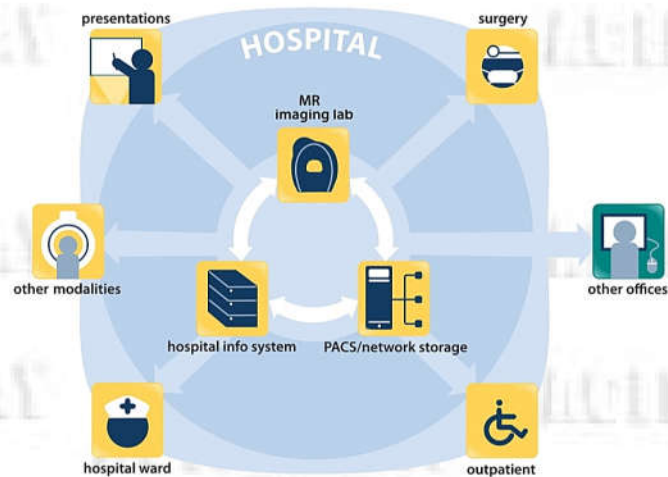 presentations
surgery
HOSPITAL
MR
imaging lab
other modalities
other offices
hospital info system
PACS/network storage
hospital ward
outpatient